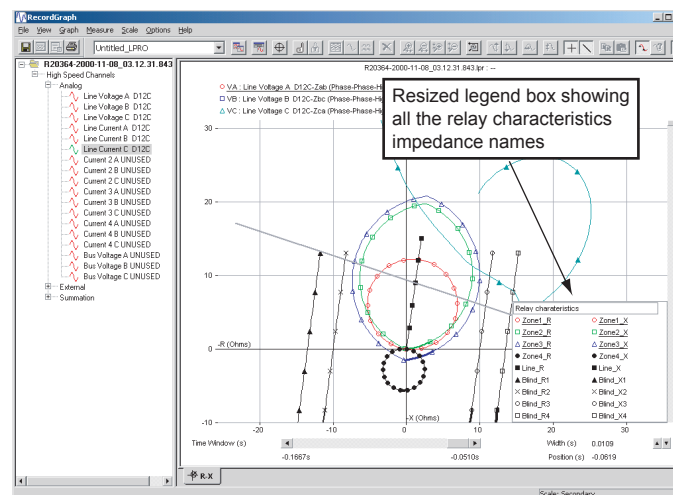 RecordGraph
File View Graph Measure Scale Options Help
Untitled_LPRO
R20364-2000-11-08_03.12.31.843
High Speed Channels
Analog
Line Voltage A D12C
Line Voltage B D12C
Line Voltage C D12C
Line Current A D12C
Line Current B D12C
Line Current C D12C
Current 2 A UNUSED
Current 2 B UNUSED
Current 2 C UNUSED
Current 3 A UNUSED
Current 3 B UNUSED
Current 3 C UNUSED
Current 4 A UNUSED
Current 4 B UNUSED
Current 4 C UNUSED
Bus Voltage A UNUSED
Bus Voltage B UNUSED
Bus Voltage C UNUSED
External
Summation
R20364-2000-11-08_03.12.31.843.lpr : --
VA : Line Voltage A D12C-Zab (Phase-Phase-Hi
VB : Line Voltage B D12C-Zbc (Phase-Phase-Hi
VC : Line Voltage C D12C-Zca (Phase-Phase-Hi
Resized legend box showing
all the relay characteristics
impedance names
30
20
10
-R (Ohms)
0
-10
-X (Ohms)
-20 -10 0 10 20 30
Relay charateristics
Zone1_R Zone1_X
Zone2_R Zone2_X
Zone3_R Zone3_X
Zone4_R Zone4_X
Line_R Line_X
Blind_R1 Blind_X1
Blind_R2 Blind_X2
Blind_R3 Blind_X3
Blind_R4 Blind_X4
Time Window (s) Width (s) 0.0109
-0.1667s -0.0510s Position (s) -0.0619
R-X
Scale: Secondary